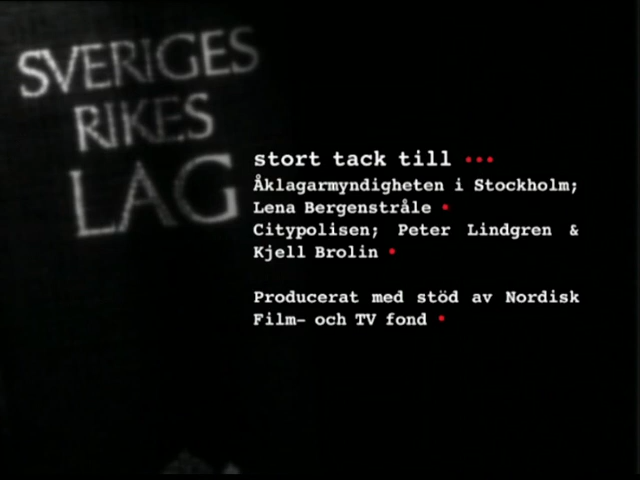 SVERIGES
RIKES
LAG
stort tack till •••
Åklagarmyndigheten i Stockholm;
Lena Bergenstråle •
Citypolisen; Peter Lindgren &
Kjell Brolin •
Producerat med stöd av Nordisk
Film- och TV fond •